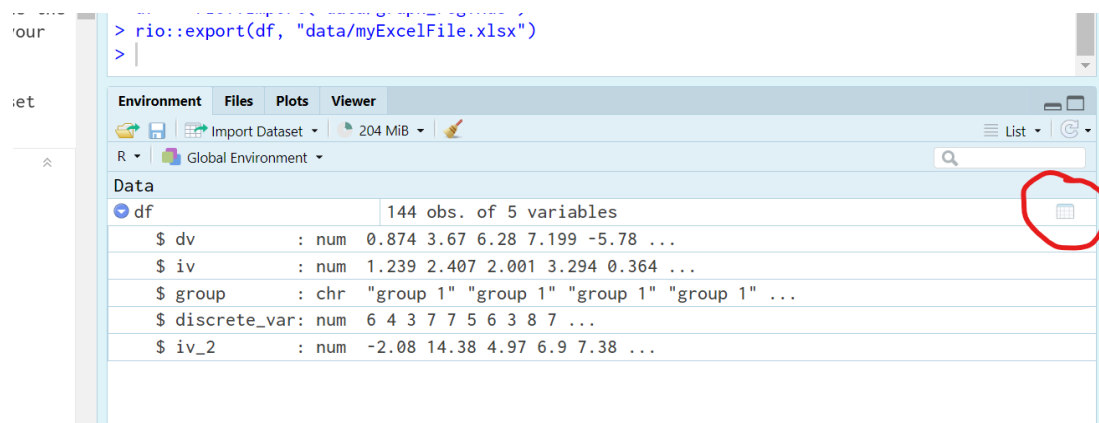 your
set
> rio::export(df, "data/myExcelFile.xlsx")
>
Environment Files Plots Viewer
Import Dataset 204 MiB List
R Global Environment
Data
df 144 obs. of 5 variables
$ dv : num 0.874 3.67 6.28 7.199 -5.78 ...
$ iv : num 1.239 2.407 2.001 3.294 0.364 ...
$ group : chr "group 1" "group 1" "group 1" "group 1" ...
$ discrete_var: num 6 4 3 7 7 5 6 3 8 7 ...
$ iv_2 : num -2.08 14.38 4.97 6.9 7.38 ...